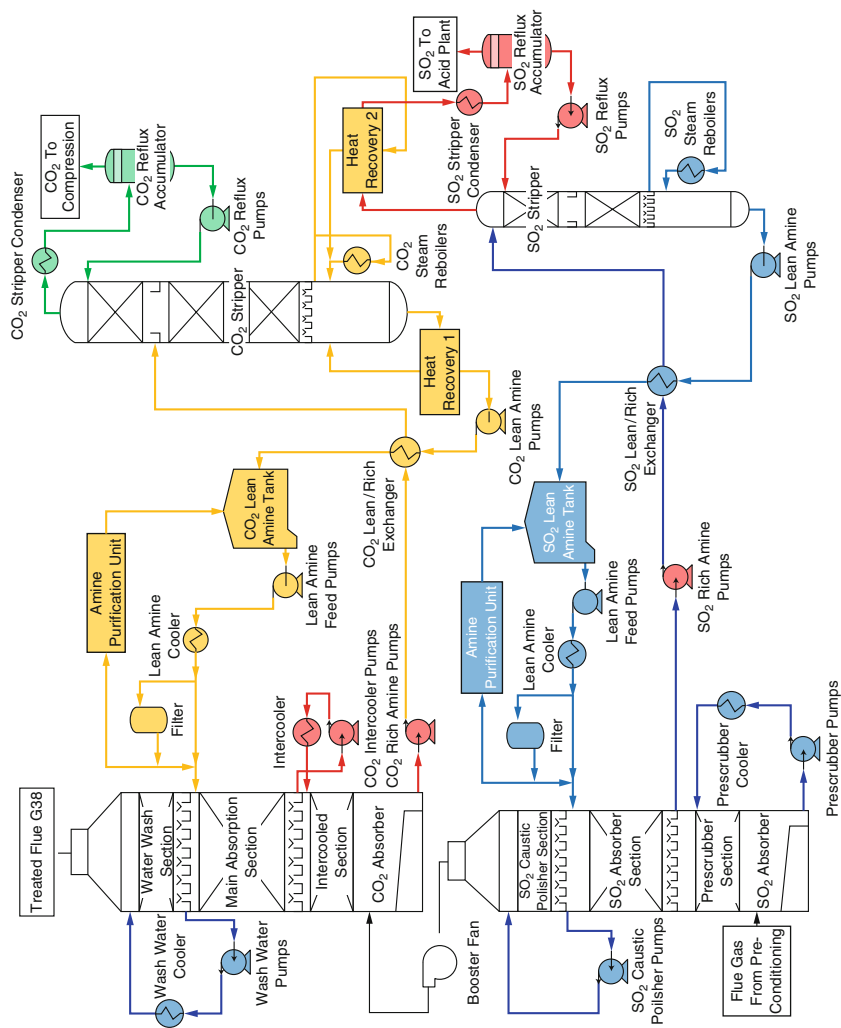 Treated Flue G38
Water Wash
Section
Main Absorption
Section
Intercooled Section
CO₂ Absorber
Wash Water
Cooler
Wash Water
Pumps
Amine
Purification Unit
Lean Amine
Cooler
Filter
Intercooler
CO₂ Intercooler Pumps
CO₂ Rich Amine Pumps
CO₂ Lean
Amine Tank
Lean Amine
Feed Pumps
CO₂ Lean/Rich
Exchanger
CO₂ Lean Amine
Pumps
CO₂ Stripper Condenser
CO₂ To
Compression
CO₂ Reflux
Accumulator
CO₂ Reflux
Pumps
CO₂ Stripper
CO₂
Steam
Reboilers
Heat
Recovery 1
Heat
Recovery 2
SO₂ To
Acid Plant
SO₂ Reflux
Accumulator
SO₂ Stripper
Condenser
SO₂ Reflux
Pumps
SO₂ Stripper
SO₂
Steam
Reboilers
SO₂ Lean Amine
Pumps
Booster Fan
SO₂ Caustic
Polisher Section
SO₂ Absorber
Section
Prescrubber
Section
SO₂ Absorber
SO₂ Caustic
Poilsher Pumps
Flue Gas
From Pre-
Conditioning
Amine
Purification Unit
Lean Amine
Cooler
Filter
SO₂ Lean
Amine Tank
Lean Amine
Feed Pumps
SO₂ Lean/Rich
Exchanger
SO₂ Rich Amine
Pumps
Prescrubber
Cooler
Prescrubber Pumps